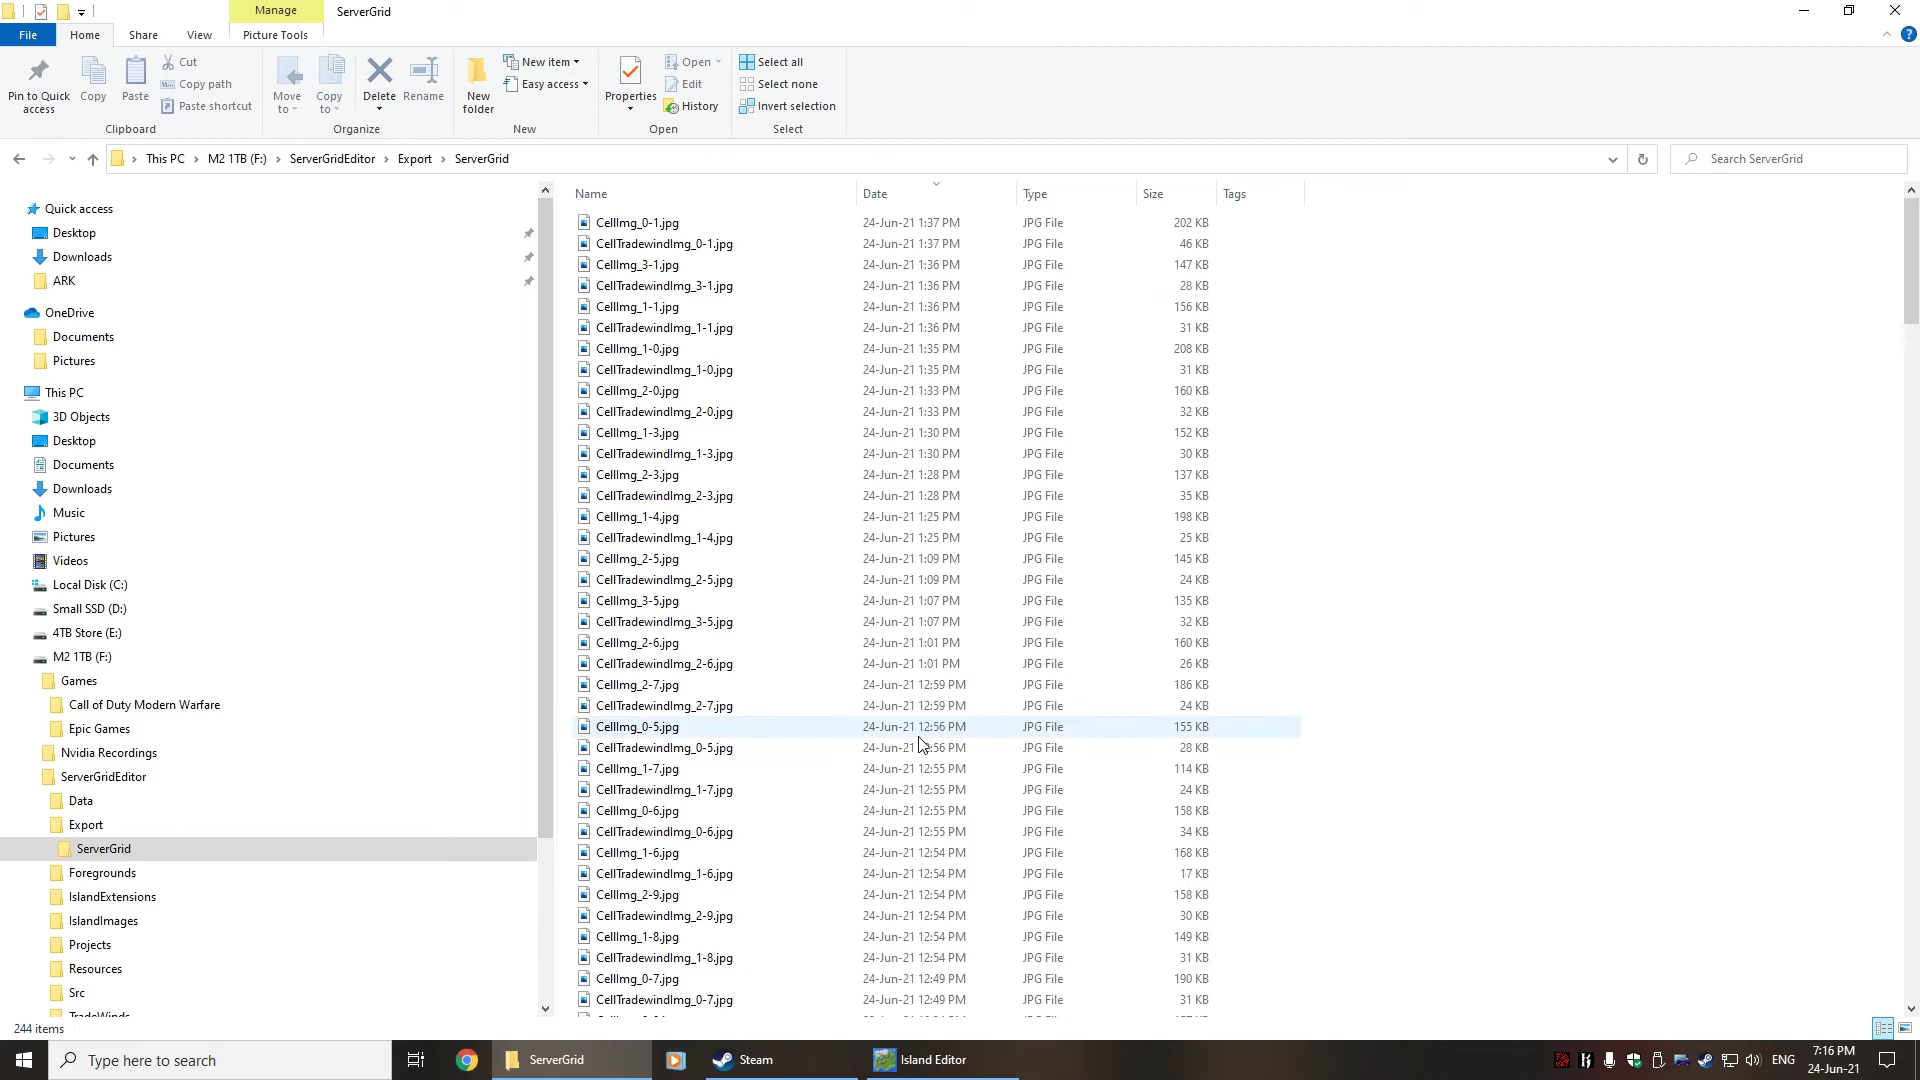 Manage
ServerGrid
File
Home
Share
View
Picture Tools
Pin to Quick access
Copy
Paste
Cut
Copy path
Paste shortcut
Clipboard
Move to
Copy to
Delete
Rename
Organize
New folder
New item
Easy access
New
Properties
Open
Edit
History
Open
Select all
Select none
Invert selection
Select
This PC > M2 1TB (F:) > ServerGridEditor > Export > ServerGrid
Search ServerGrid
Quick access
Desktop
Downloads
ARK
OneDrive
Documents
Pictures
This PC
3D Objects
Desktop
Documents
Downloads
Music
Pictures
Videos
Local Disk (C:)
Small SSD (D:)
4TB Store (E:)
M2 1TB (F:)
Games
Call of Duty Modern Warfare
Epic Games
Nvidia Recordings
ServerGridEditor
Data
Export
ServerGrid
Foregrounds
IslandExtensions
IslandImages
Projects
Resources
Src
TradeWinds
Name Date Type Size Tags
CellImg_0-1.jpg 24-Jun-21 1:37 PM JPG File 202 KB
CellTradewindImg_0-1.jpg 24-Jun-21 1:37 PM JPG File 46 KB
CellImg_3-1.jpg 24-Jun-21 1:36 PM JPG File 147 KB
CellTradewindImg_3-1.jpg 24-Jun-21 1:36 PM JPG File 28 KB
CellImg_1-1.jpg 24-Jun-21 1:36 PM JPG File 156 KB
CellTradewindImg_1-1.jpg 24-Jun-21 1:36 PM JPG File 31 KB
CellImg_1-0.jpg 24-Jun-21 1:35 PM JPG File 208 KB
CellTradewindImg_1-0.jpg 24-Jun-21 1:35 PM JPG File 31 KB
CellImg_2-0.jpg 24-Jun-21 1:33 PM JPG File 160 KB
CellTradewindImg_2-0.jpg 24-Jun-21 1:33 PM JPG File 32 KB
CellImg_1-3.jpg 24-Jun-21 1:30 PM JPG File 152 KB
CellTradewindImg_1-3.jpg 24-Jun-21 1:30 PM JPG File 30 KB
CellImg_2-3.jpg 24-Jun-21 1:28 PM JPG File 137 KB
CellTradewindImg_2-3.jpg 24-Jun-21 1:28 PM JPG File 35 KB
CellImg_1-4.jpg 24-Jun-21 1:25 PM JPG File 198 KB
CellTradewindImg_1-4.jpg 24-Jun-21 1:25 PM JPG File 25 KB
CellImg_2-5.jpg 24-Jun-21 1:09 PM JPG File 145 KB
CellTradewindImg_2-5.jpg 24-Jun-21 1:09 PM JPG File 24 KB
CellImg_3-5.jpg 24-Jun-21 1:07 PM JPG File 135 KB
CellTradewindImg_3-5.jpg 24-Jun-21 1:07 PM JPG File 32 KB
CellImg_2-6.jpg 24-Jun-21 1:01 PM JPG File 160 KB
CellTradewindImg_2-6.jpg 24-Jun-21 1:01 PM JPG File 26 KB
CellImg_2-7.jpg 24-Jun-21 12:59 PM JPG File 186 KB
CellTradewindImg_2-7.jpg 24-Jun-21 12:59 PM JPG File 24 KB
CellImg_0-5.jpg 24-Jun-21 12:56 PM JPG File 155 KB
CellTradewindImg_0-5.jpg 24-Jun-21 :56 PM JPG File 28 KB
CellImg_1-7.jpg 24-Jun-21 12:55 PM JPG File 114 KB
CellTradewindImg_1-7.jpg 24-Jun-21 12:55 PM JPG File 24 KB
CellImg_0-6.jpg 24-Jun-21 12:55 PM JPG File 158 KB
CellTradewindImg_0-6.jpg 24-Jun-21 12:55 PM JPG File 34 KB
CellImg_1-6.jpg 24-Jun-21 12:54 PM JPG File 168 KB
CellTradewindImg_1-6.jpg 24-Jun-21 12:54 PM JPG File 17 KB
CellImg_2-9.jpg 24-Jun-21 12:54 PM JPG File 158 KB
CellTradewindImg_2-9.jpg 24-Jun-21 12:54 PM JPG File 30 KB
CellImg_1-8.jpg 24-Jun-21 12:54 PM JPG File 149 KB
CellTradewindImg_1-8.jpg 24-Jun-21 12:54 PM JPG File 31 KB
CellImg_0-7.jpg 24-Jun-21 12:49 PM JPG File 190 KB
CellTradewindImg_0-7.jpg 24-Jun-21 12:49 PM JPG File 31 KB
244 items
Type here to search
ServerGrid
Steam
Island Editor
ENG
7:16 PM
24-Jun-21